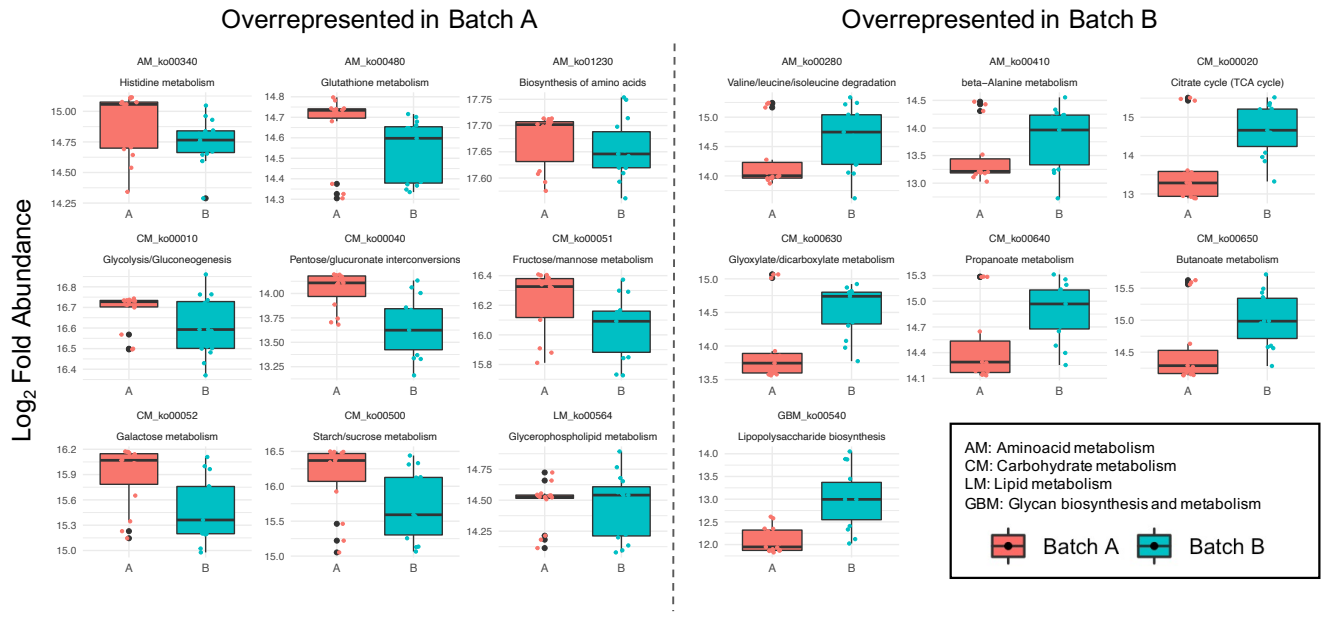 Overrepresented in Batch A
Overrepresented in Batch B
Log2 Fold Abundance
AM_ko00340
Histidine metabolism
15.00
14.75
14.50
14.25
A
B
AM_ko00480
Glutathione metabolism
14.8
14.7
14.6
14.5
14.4
14.3
A
B
AM_ko01230
Biosynthesis of amino acids
17.75
17.70
17.65
17.60
A
B
AM_ko00280
Valine/leucine/isoleucine degradation
15.0
14.5
14.0
A
B
AM_ko00410
beta−Alanine metabolism
14.5
14.0
13.5
13.0
A
B
CM_ko00020
Citrate cycle (TCA cycle)
15
14
13
A
B
CM_ko00010
Glycolysis/Gluconeogenesis
16.8
16.7
16.6
16.5
16.4
A
B
CM_ko00040
Pentose/glucuronate interconversions
14.00
13.75
13.50
13.25
A
B
CM_ko00051
Fructose/mannose metabolism
16.4
16.2
16.0
15.8
A
B
CM_ko00630
Glyoxylate/dicarboxylate metabolism
15.0
14.5
14.0
13.5
A
B
CM_ko00640
Propanoate metabolism
15.3
15.0
14.7
14.4
14.1
A
B
CM_ko00650
Butanoate metabolism
15.5
15.0
14.5
A
B
CM_ko00052
Galactose metabolism
16.2
15.9
15.6
15.3
15.0
A
B
CM_ko00500
Starch/sucrose metabolism
16.5
16.0
15.5
15.0
A
B
LM_ko00564
Glycerophospholipid metabolism
14.75
14.50
14.25
A
B
GBM_ko00540
Lipopolysaccharide biosynthesis
14.0
13.5
13.0
12.5
12.0
A
B
AM: Aminoacid metabolism
CM: Carbohydrate metabolism
LM: Lipid metabolism
GBM: Glycan biosynthesis and metabolism
Batch A
Batch B